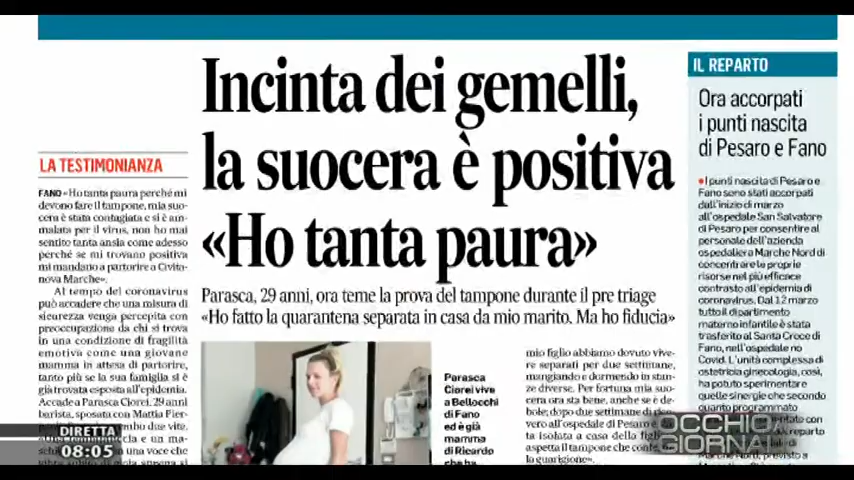 Incinta dei gemelli,
la suocera è positiva
«Ho tanta paura»
Parasca, 29 anni, ora teme la prova del tampone durante il pre triage
«Ho fatto la quarantena separata in casa da mio marito. Ma ho fiducia»
LA TESTIMONIANZA
FANO «Ho tanta paura perché mi
devono fare il tampone, mia suo-
cera è stata contagiata e si è am-
malata per il virus, non ho mai
sentito tanta ansia come adesso
perché se mi trovano positiva
mi mandano a partorire a Civita-
nova Marche».
Al tempo del coronavirus
può accadere che una misura di
sicurezza venga percepita con
preoccupazione da chi si trova
in una condizione di fragilità
emotiva come una giovane
mamma in attesa di partorire,
tanto più se la sua famiglia si è
già trovata esposta all'epidemia.
Accade a Parasca Ciorei, 29 anni
barista, sposata con Mattia Fier-
Parasca
Ciorei vive
a Bellocchi
di Fano
ed è già
mamma
di Ricardo
che ha
mio figlio abbiamo dovuto vive-
re separati per due settimane,
mangiando e dormendo in stan-
ze diverse. Per fortuna mia suo-
cera ora sta bene, anche se è de-
bole; dopo due settimane di rico-
vero all'ospedale di Pesaro, è sta-
ta isolata a casa della figlia
aspetta il tampone che confe
la guarigione».
IL REPARTO
Ora accorpati
i punti nascita
di Pesaro e Fano
• I punti nascita di Pesaro e
Fano sono stati accorpati
dall'inizio di marzo
all'ospedale San Salvatore
di Pesaro per consentire al
personale dell'azienda
ospedaliera Marche Nord di
concentrare le proprie
risorse nel più efficace
contrasto all'epidemia di
coronavirus. Dal 12 marzo
tutto il dipartimento
materno infantile è stato
trasferito al Santa Croce di
Fano, nell'ospedale no
Covid. L'unità complessa di
ostetricia ginecologia, così,
ha potuto sperimentare
quelle sinergie che secondo
quanto programmato
DIRETTA
08:05
OCCHIO
GIORNALE